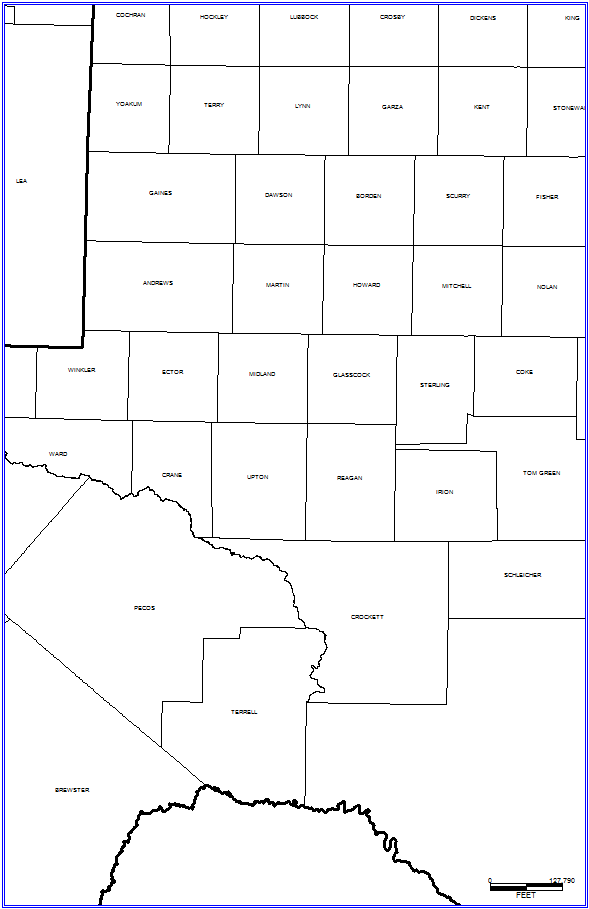 COCHRAN HOCKLEY LUBBOCK CROSBY DICKENS KING
YOAKUM TERRY LYNN GARZA KENT STONEWA
LEA
GAINES DAWSON BORDEN SCURRY FISHER
ANDREWS MARTIN HOWARD MITCHELL NOLAN
WINKLER ECTOR MIDLAND GLASSCOCK STERLING COKE
WARD CRANE UPTON REAGAN IRION TOM GREEN
PECOS CROCKETT SCHLEICHER
TERRELL
BREWSTER
0 127,790
FEET